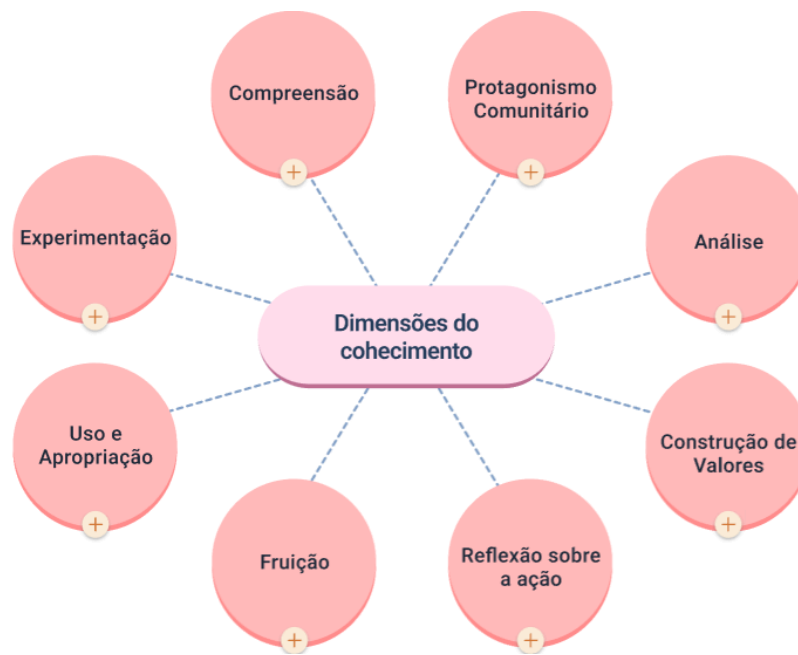 Compreensão
Protagonismo
Comunitário
Experimentação
Análise
Dimensões do
cohecimento
Uso e
Apropriação
Construção de
Valores
Fruição
Reflexão sobre
a ação